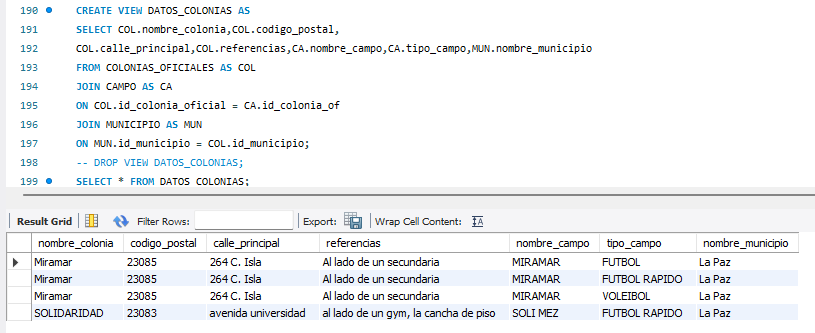 190 CREATE VIEW DATOS_COLONIAS AS
191 SELECT COL.nombre_colonia,COL.codigo_postal,
192 COL.calle_principal,COL.referencias,CA.nombre_campo,CA.tipo_campo,MUN.nombre_municipio
193 FROM COLONIAS_OFICIALES AS COL
194 JOIN CAMPO AS CA
195 ON COL.id_colonia_oficial = CA.id_colonia_of
196 JOIN MUNICIPIO AS MUN
197 ON MUN.id_municipio = COL.id_municipio;
198 -- DROP VIEW DATOS_COLONIAS;
199 SELECT * FROM DATOS_COLONIAS;
Result Grid Filter Rows: Export: Wrap Cell Content:
nombre_colonia codigo_postal calle_principal referencias nombre_campo tipo_campo nombre_municipio
Miramar 23085 264 C. Isla Al lado de un secundaria MIRAMAR FUTBOL La Paz
Miramar 23085 264 C. Isla Al lado de un secundaria MIRAMAR FUTBOL RAPIDO La Paz
Miramar 23085 264 C. Isla Al lado de un secundaria MIRAMAR VOLEIBOL La Paz
SOLIDARIDAD 23083 avenida universidad al lado de un gym, la cancha de piso SOLI MEZ FUTBOL RAPIDO La Paz